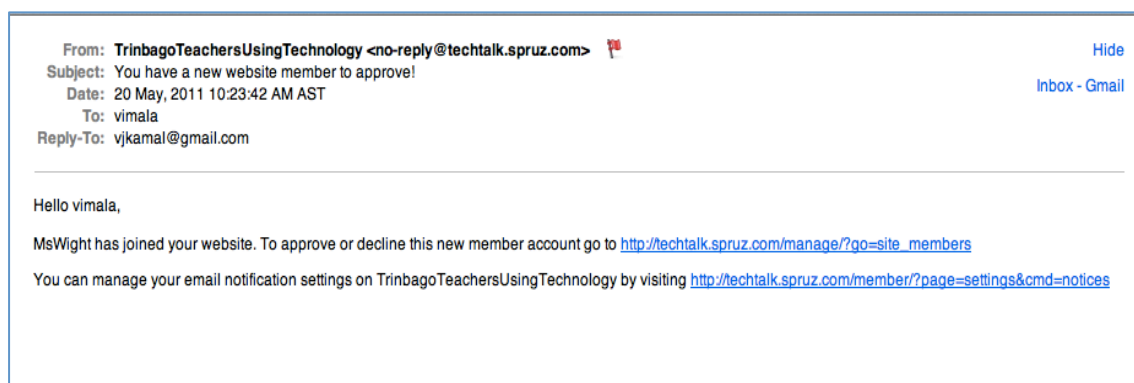 From: TrinbagoTeachersUsingTechnology <no-reply@techtalk.spruz.com> Hide
Subject: You have a new website member to approve!
Date: 20 May, 2011 10:23:42 AM AST Inbox - Gmail
To: vimala
Reply-To: vjkamal@gmail.com
Hello vimala,
MsWight has joined your website. To approve or decline this new member account go to http://techtalk.spruz.com/manage/?go=site_members
You can manage your email notification settings on TrinbagoTeachersUsingTechnology by visiting http://techtalk.spruz.com/member/?page=settings&cmd=notices